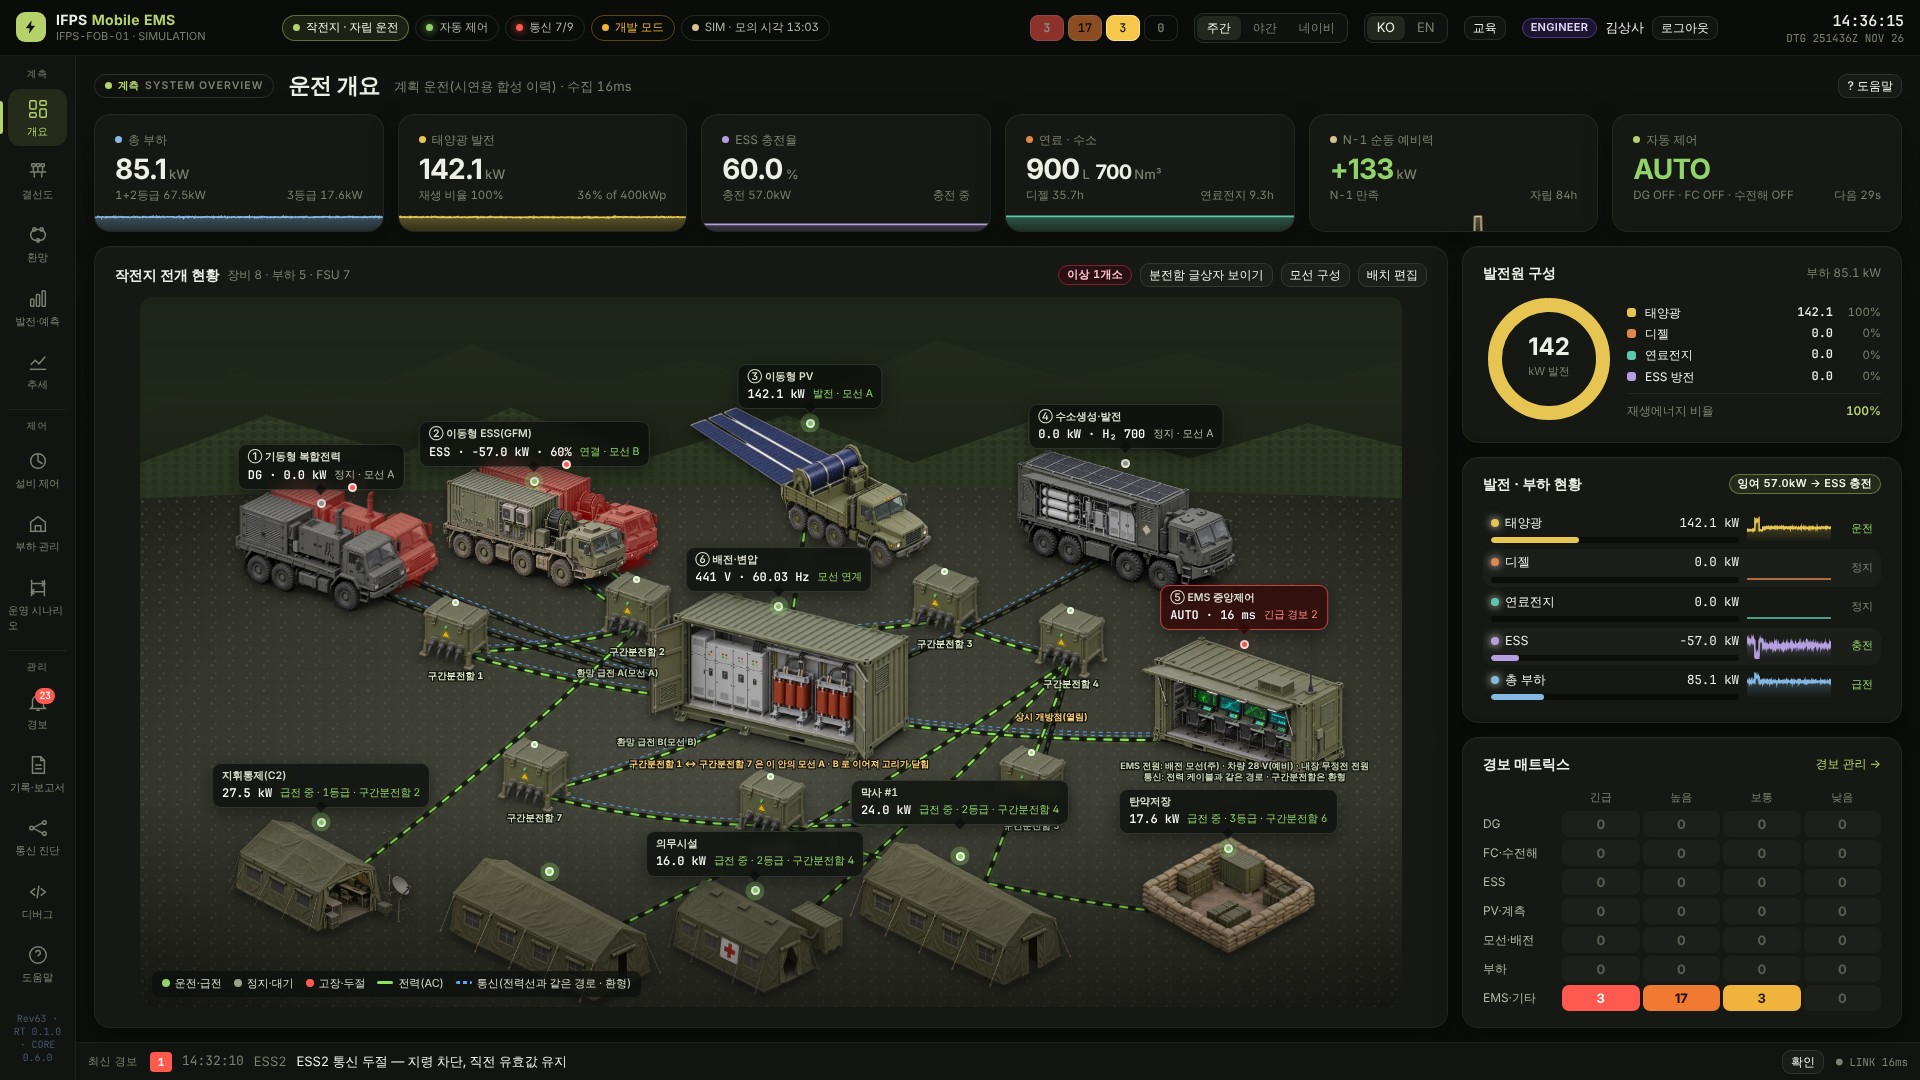 IFPS Mobile EMS
IFPS-FOB-01 · SIMULATION
작전지 · 자립 운전
자동 제어
통신 7/9
개발 모드
SIM · 모의 시각 13:03
3 17 3 0
주간 야간 네이비
KO EN
교육
ENGINEER 김상사 로그아웃
14:36:15
DTG 251436Z NOV 26
계측
개요
결선도
환망
발전·예측
추세
제어
설비 제어
부하 관리
운영 시나리오
관리
23
경보
기록·보고서
통신 진단
디버그
도움말
Rev63 ·
RT 0.1.0
· CORE
0.6.0
계측 SYSTEM OVERVIEW
운전 개요
계획 운전(시연용 합성 이력) · 수집 16ms
? 도움말
총 부하
85.1 kW
1+2등급 67.5kW 3등급 17.6kW
태양광 발전
142.1 kW
재생 비율 100% 36% of 400kWp
ESS 충전율
60.0 %
충전 57.0kW 충전 중
연료 · 수소
900 L 700 Nm³
디젤 35.7h 연료전지 9.3h
N-1 순동 예비력
+133 kW
N-1 만족 자립 84h
자동 제어
AUTO
DG OFF · FC OFF · 수전해 OFF 다음 29s
작전지 전개 현황 장비 8 · 부하 5 · FSU 7
이상 1개소
분전함 글상자 보이기
모선 구성
배치 편집
③ 이동형 PV
142.1 kW 발전 · 모선 A
④ 수소생성·발전
0.0 kW · H₂ 700 정지 · 모선 A
② 이동형 ESS(GFM)
ESS · -57.0 kW · 60% 연결 · 모선 B
① 기동형 복합전력
DG · 0.0 kW 정지 · 모선 A
⑥ 배전·변압
441 V · 60.03 Hz 모선 연계
⑤ EMS 중앙제어
AUTO · 16 ms 긴급 경보 2
구간분전함 1
구간분전함 2
구간분전함 3
구간분전함 4
환망 급전 A(모선 A)
상시 개방점(열림)
환망 급전 B(모선 B)
구간분전함 1 ↔ 구간분전함 7 은 이 안의 모선 A · B 로 이어져 고리가 닫힘
EMS 전원: 배전 모선(주) · 차량 28 V(예비) · 내장 무정전 전원
통신: 전력 케이블과 같은 경로 · 구간분전함은 환형
구간분전함 7
구간분전함 5
지휘통제(C2)
27.5 kW 급전 중 · 1등급 · 구간분전함 2
막사 #1
24.0 kW 급전 중 · 2등급 · 구간분전함 4
탄약저장
17.6 kW 급전 중 · 3등급 · 구간분전함 6
의무시설
16.0 kW 급전 중 · 2등급 · 구간분전함 4
운전·급전 정지·대기 고장·두절 전력(AC) 통신(전력선과 같은 경로 · 환형)
발전원 구성
부하 85.1 kW
142
kW 발전
태양광 142.1 100%
디젤 0.0 0%
연료전지 0.0 0%
ESS 방전 0.0 0%
재생에너지 비율 100%
발전 · 부하 현황
잉여 57.0kW → ESS 충전
태양광 142.1 kW 운전
디젤 0.0 kW 정지
연료전지 0.0 kW 정지
ESS -57.0 kW 충전
총 부하 85.1 kW 급전
경보 매트릭스
경보 관리 →
긴급 높음 보통 낮음
DG 0 0 0 0
FC·수전해 0 0 0 0
ESS 0 0 0 0
PV·계측 0 0 0 0
모선·배전 0 0 0 0
부하 0 0 0 0
EMS·기타 3 17 3 0
최신 경보 1 14:32:10 ESS2 ESS2 통신 두절 — 지령 차단, 직전 유효값 유지
확인
LINK 16ms